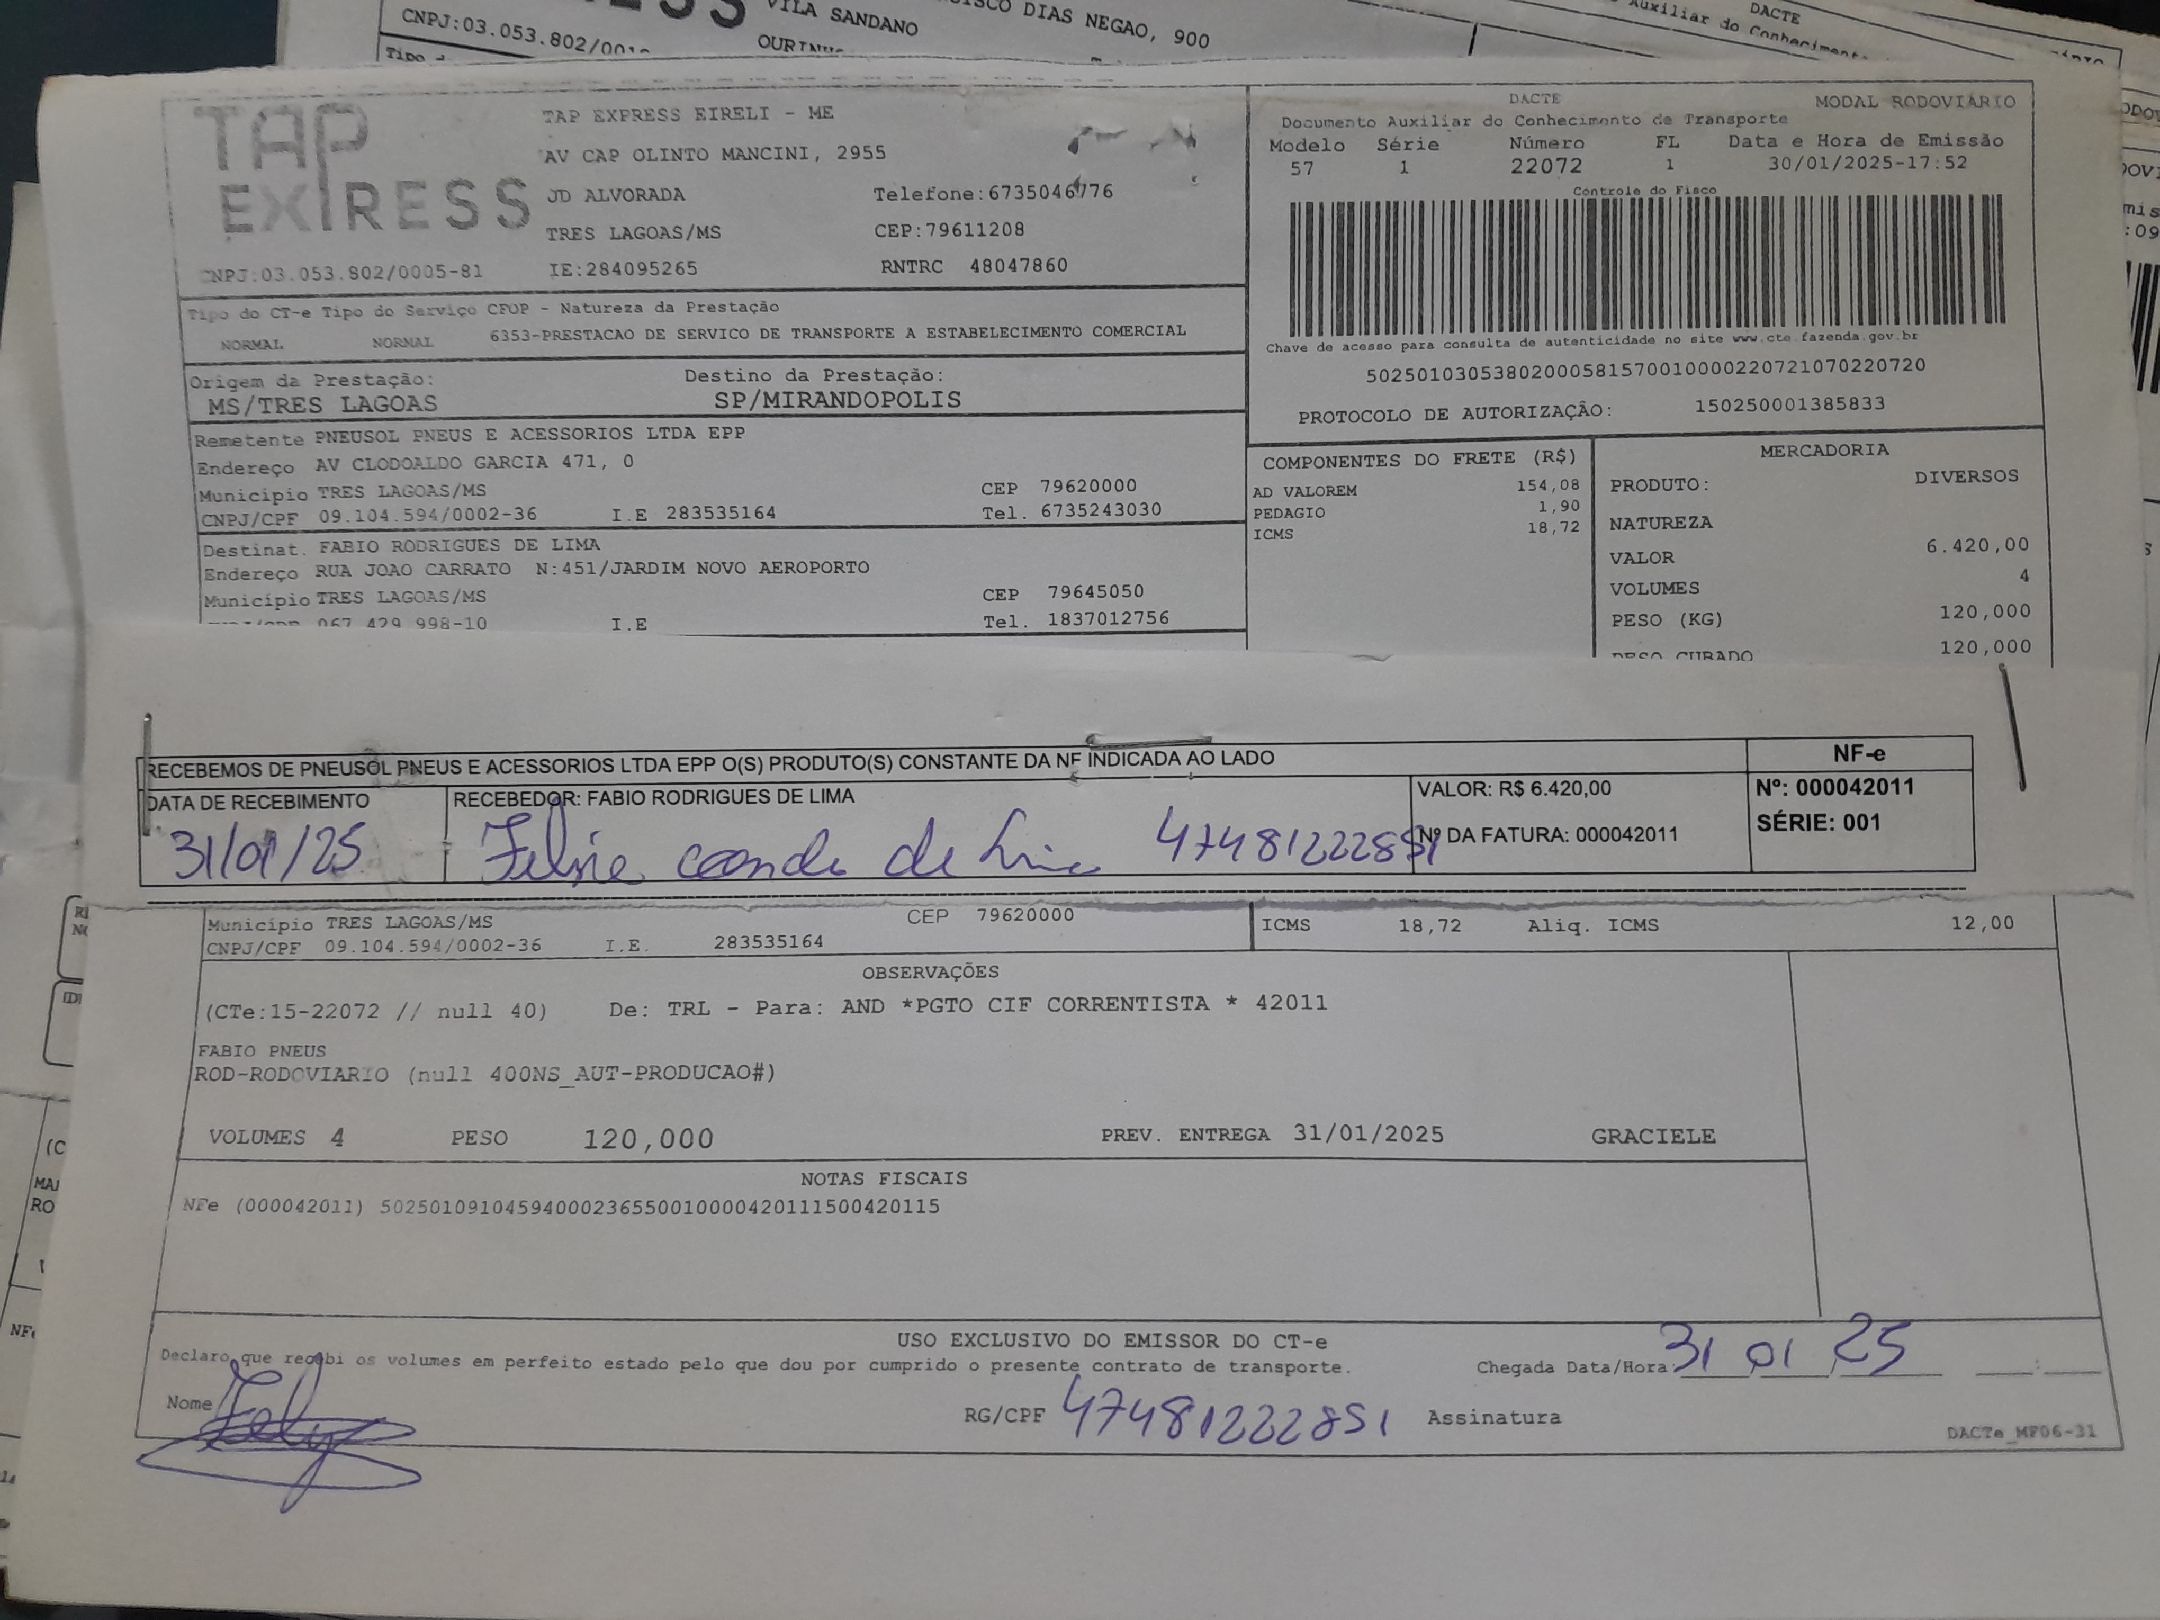 VILA SANDANO
DIAS NEGAO, 900
CNPJ:03.053.802/
DACTE
Auxiliar do
TAP EXPRESS
TAP EXPRESS EIRELI - ME
AV CAP OLINTO MANCINI, 2955
JD ALVORADA Telefone:6735046776
TRES LAGOAS/MS CEP:79611208
CNPJ:03.053.802/0005-81 IE:284095265 RNTRC 48047860
DACTE MODAL RODOVIARIO
Documento Auxiliar do Conhecimento de Transporte
Modelo Série Número FL Data e Hora de Emissão
57 1 22072 1 30/01/2025-17:52
Controle do Fisco
Chave de acesso para consulta de autenticidade no site www.cte.fazenda.gov.br
50250103053802000581570010000220721070220720
PROTOCOLO DE AUTORIZAÇÃO: 150250001385833
Tipo do CT-e Tipo do Serviço CFOP - Natureza da Prestação
NORMAL NORMAL 6353-PRESTACAO DE SERVICO DE TRANSPORTE A ESTABELECIMENTO COMERCIAL
Origem da Prestação: Destino da Prestação:
MS/TRES LAGOAS SP/MIRANDOPOLIS
Remetente PNEUSOL PNEUS E ACESSORIOS LTDA EPP
Endereço AV CLODOALDO GARCIA 471, 0
Município TRES LAGOAS/MS CEP 79620000
CNPJ/CPF 09.104.594/0002-36 I.E 283535164 Tel. 6735243030
Destinat. FABIO RODRIGUES DE LIMA
Endereço RUA JOAO CARRATO N:451/JARDIM NOVO AEROPORTO
Município TRES LAGOAS/MS CEP 79645050
067.429.998-10 I.E Tel. 1837012756
COMPONENTES DO FRETE (R$)
AD VALOREM 154,08
PEDAGIO 1,90
ICMS 18,72
MERCADORIA
PRODUTO: DIVERSOS
NATUREZA
VALOR 6.420,00
VOLUMES 4
PESO (KG) 120,000
PESO CUBADO 120,000
RECEBEMOS DE PNEUSOL PNEUS E ACESSORIOS LTDA EPP O(S) PRODUTO(S) CONSTANTE DA NF INDICADA AO LADO
NF-e
DATA DE RECEBIMENTO RECEBEDOR: FABIO RODRIGUES DE LIMA VALOR: R$ 6.420,00 Nº: 000042011
Nº DA FATURA: 000042011 SÉRIE: 001
31/01/25 de Lima 47481222851
Município TRES LAGOAS/MS CEP 79620000
CNPJ/CPF 09.104.594/0002-36 I.E. 283535164
ICMS 18,72 Aliq. ICMS 12,00
OBSERVAÇÕES
(CTe:15-22072 // null 40) De: TRL - Para: AND *PGTO CIF CORRENTISTA * 42011
FABIO PNEUS
ROD-RODOVIARIO (null 400NS_AUT-PRODUCAO#)
VOLUMES 4 PESO 120,000 PREV. ENTREGA 31/01/2025 GRACIELE
NOTAS FISCAIS
NFe (000042011) 50250109104594000236550010000420111500420115
USO EXCLUSIVO DO EMISSOR DO CT-e
Declaro que recebi os volumes em perfeito estado pelo que dou por cumprido o presente contrato de transporte. Chegada Data/Hora: 31 01 25
Nome RG/CPF 47481222851 Assinatura
DACTe_MF06-31